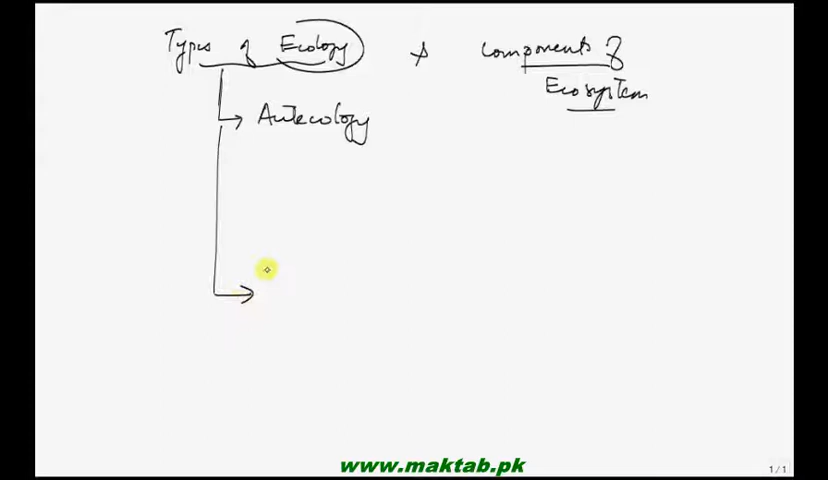 Types of Ecology & components of
Ecosystem
Autecology
www.maktab.pk
1/1